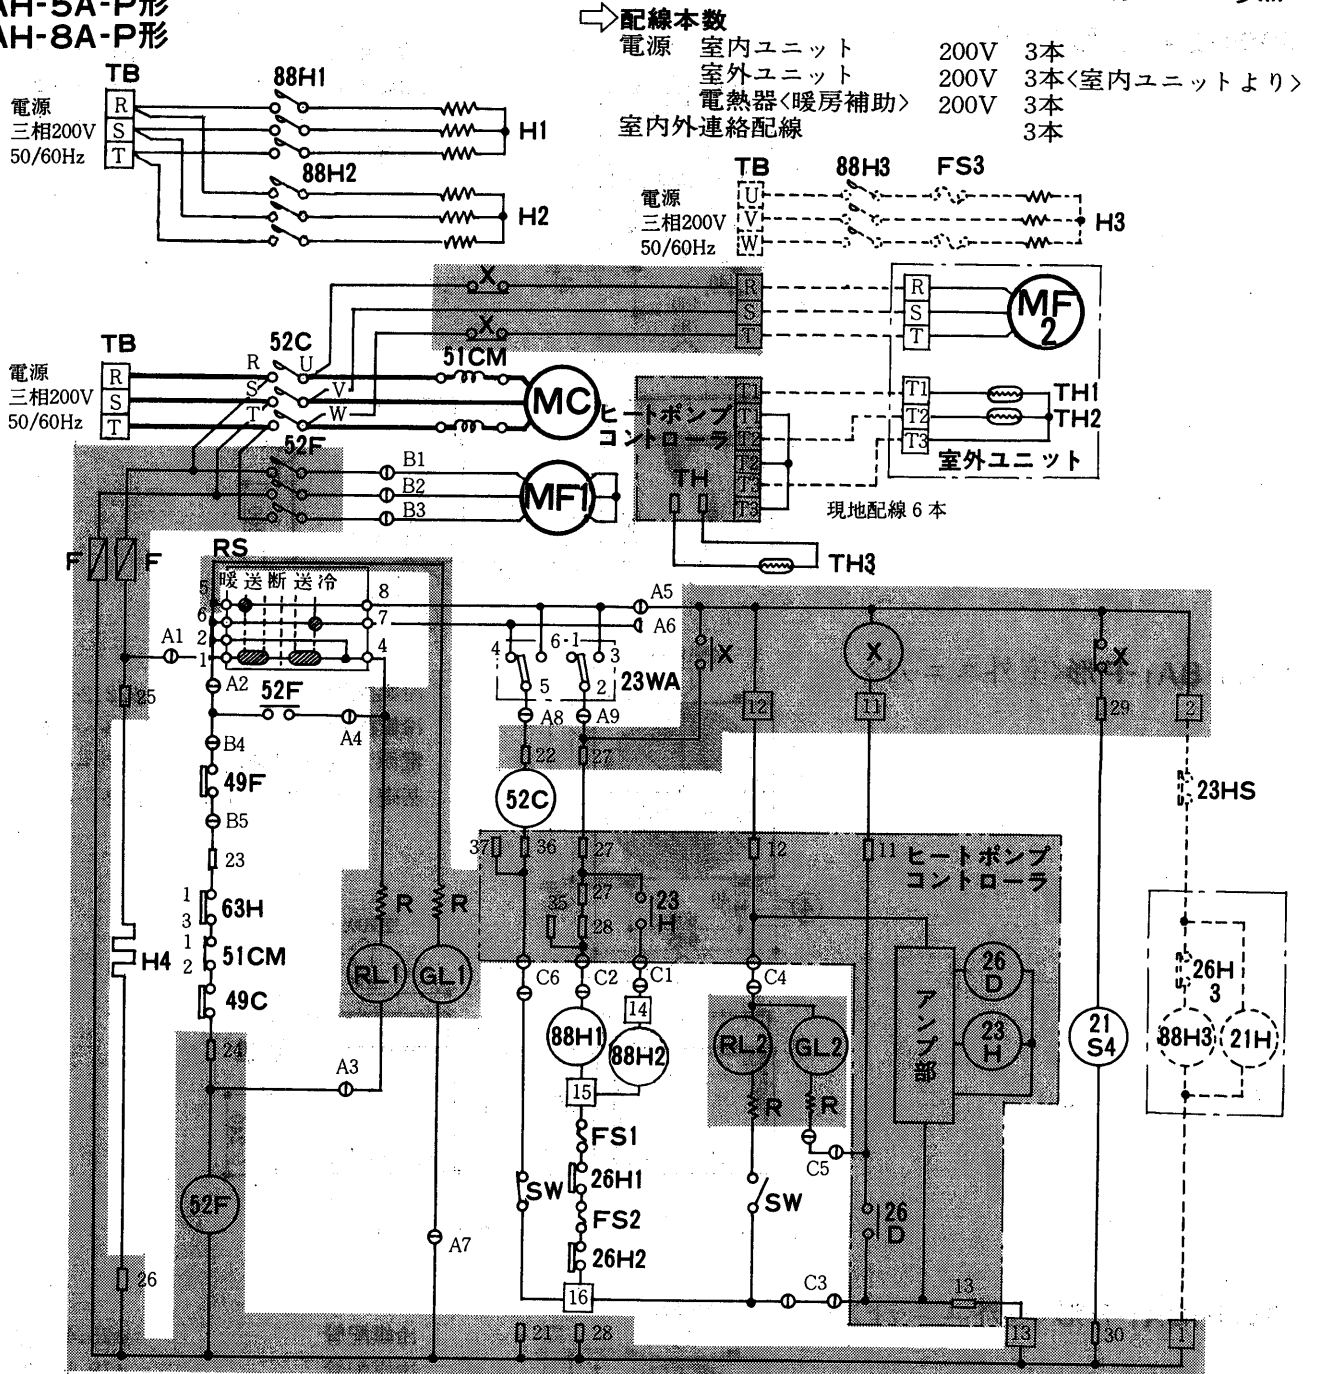 AH-5A-P形
AH-8A-P形
⇨配線本数
電源 室内ユニット 200V 3本
室外ユニット 200V 3本<室内ユニットより>
電熱器<暖房補助> 200V 3本
室内外連絡配線 3本
TB 88H1
電源
三相200V
50/60Hz
R
S
T
H1
88H2
H2
TB 88H3 FS3
電源
三相200V
50/60Hz
U
V
W
H3
X
X
R
S
T
R
S
T
MF
2
TB 52C 51CM
電源
三相200V
50/60Hz
R
S
T
R U
S V
T W
MC
ヒートポンプ
コントローラ
TH
T1
T1
T2
T2
T3
T3
T1
T2
T3
TH1
TH2
室外ユニット
現地配線6本
TH3
52F
B1
B2
B3
MF1
F F
RS
暖送断送冷
5 8
6 7
2
1 4
A1
A2
52F
A4
25
B4
49F
B5
23
1
3
63H
1
2
51CM
49C
24
A3
H4
26
52F
R R
RL1 GL1
A7
A5
A6
4 6-1 3
5 2
23WA
A8 A9
22 27
52C
X
12
X
11
X
29
2
37 36 27
27
35
28
23
H
12
11
ヒートポンプ
コントローラ
C6 C2 C1 C4
14
88H1
88H2
15
FS1
26H1
FS2
26H2
16
SW
21 28
RL2 GL2
R R
C5
SW
C3
アンプ部
26
D
23
H
26
D
13
13
21
S4
30
1
23HS
26H
3
88H3 21H